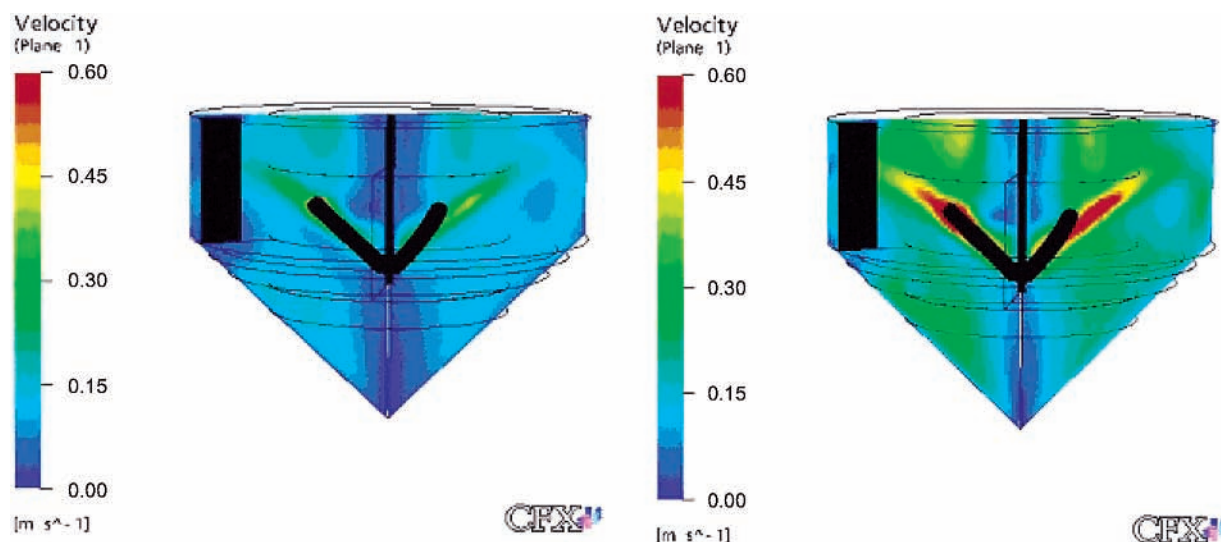 Velocity
(Plane 1)
0.60
0.45
0.30
0.15
0.00
[m s^-1]
CFX
Velocity
(Plane 1)
0.60
0.45
0.30
0.15
0.00
[m s^-1]
CFX